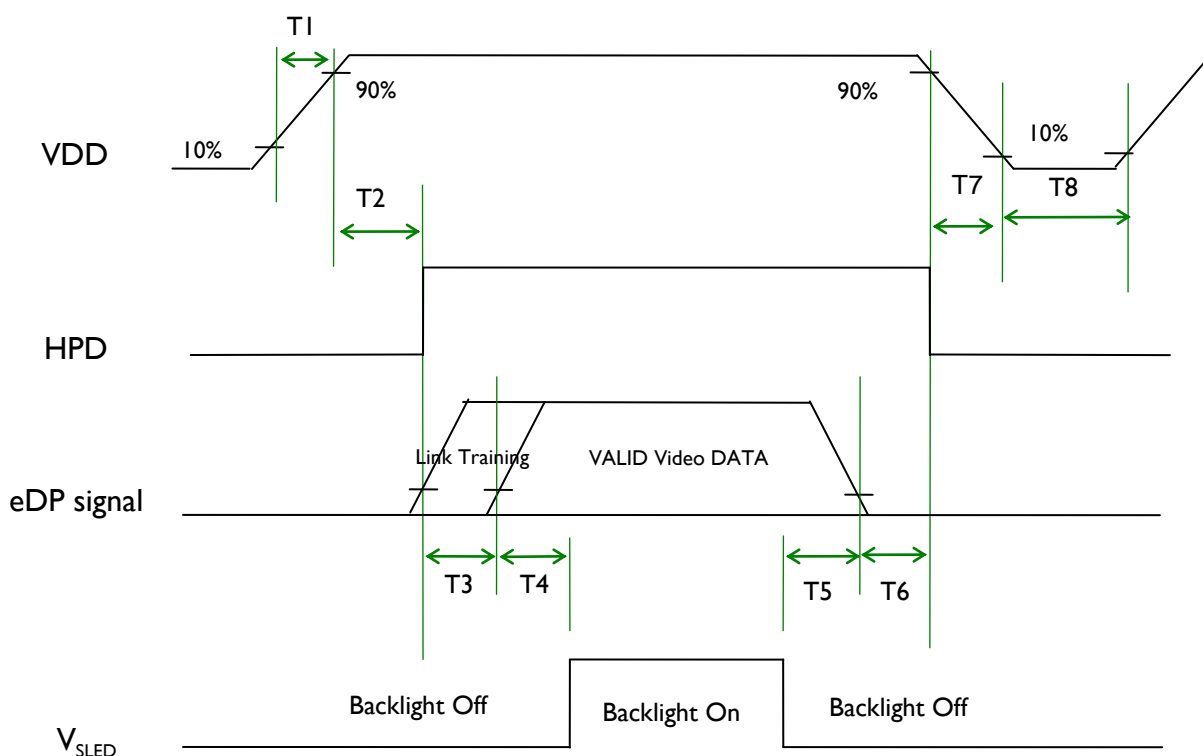 T1
90%
90%
VDD
10%
10%
T2
T7
T8
HPD
Link Training
VALID Video DATA
eDP signal
T3
T4
T5
T6
Backlight Off
Backlight On
Backlight Off
VSLED